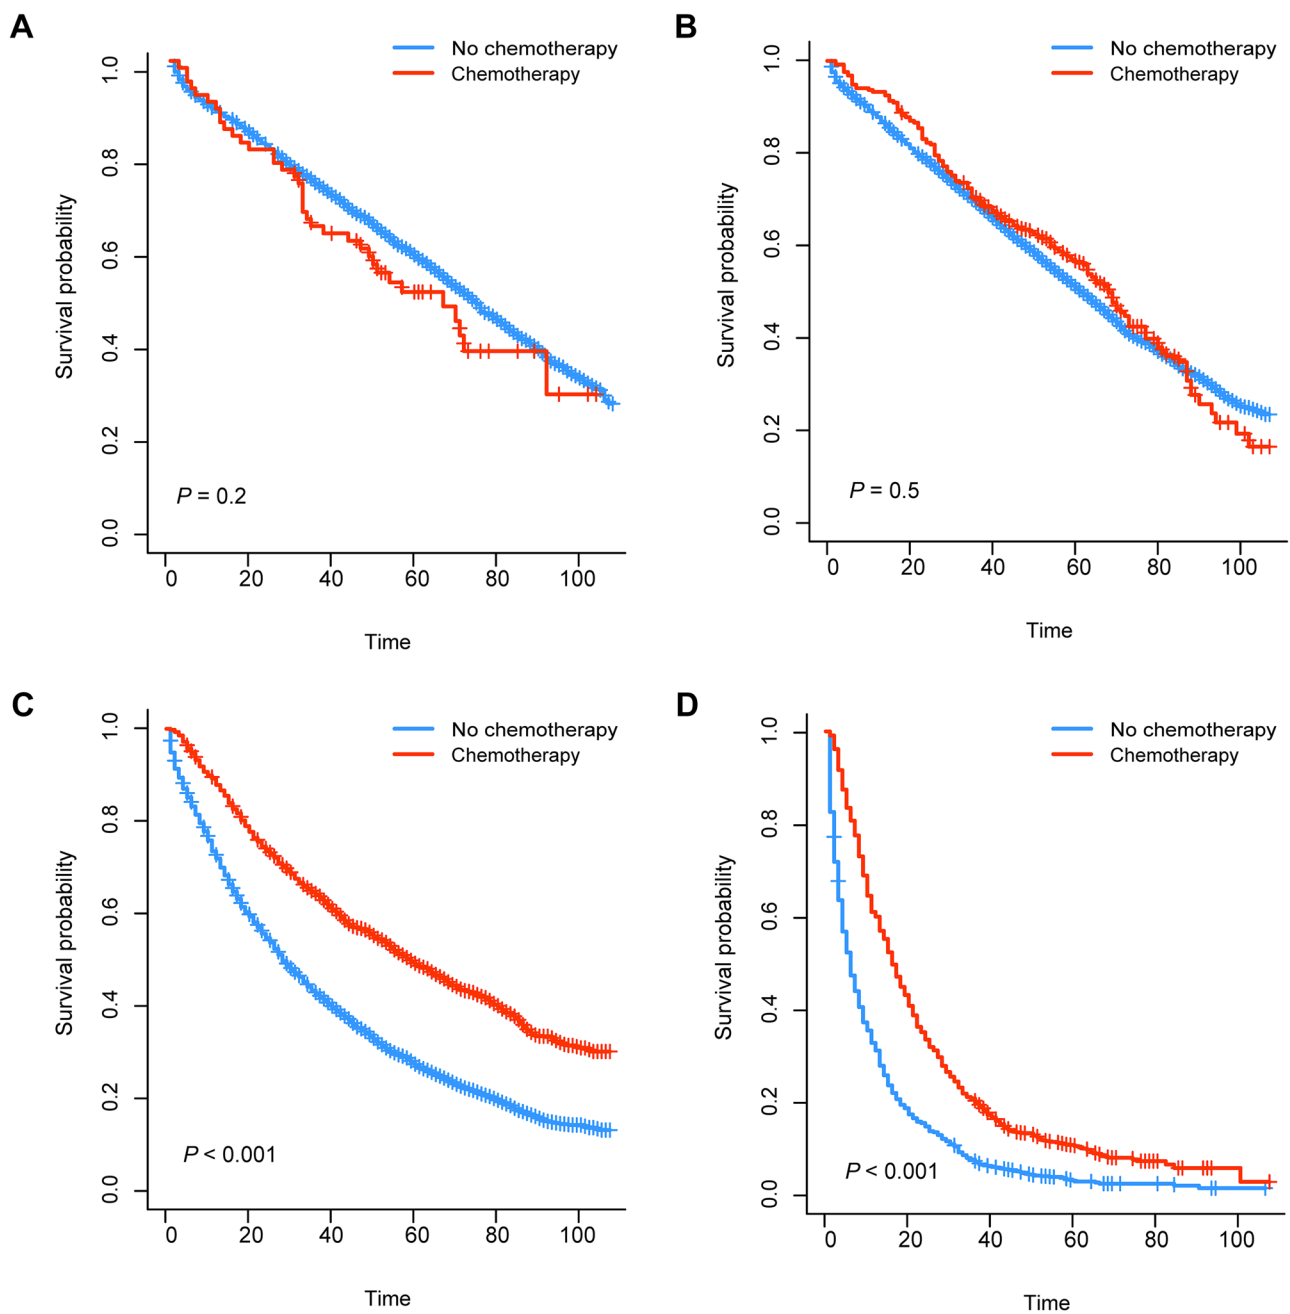 A
No chemotherapy
Chemotherapy
Survival probability
1.0
0.8
0.6
0.4
0.2
0.0
P = 0.2
0 20 40 60 80 100
Time
B
No chemotherapy
Chemotherapy
Survival probability
1.0
0.8
0.6
0.4
0.2
0.0
P = 0.5
0 20 40 60 80 100
Time
C
No chemotherapy
Chemotherapy
Survival probability
1.0
0.8
0.6
0.4
0.2
0.0
P < 0.001
0 20 40 60 80 100
Time
D
No chemotherapy
Chemotherapy
Survival probability
1.0
0.8
0.6
0.4
0.2
0.0
P < 0.001
0 20 40 60 80 100
Time